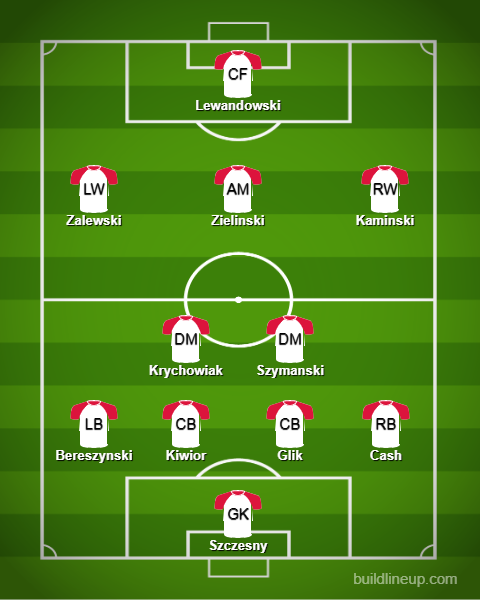 CF
Lewandowski
LW AM RW
Zalewski Zielinski Kaminski
DM DM
Krychowiak Szymanski
LB CB CB RB
Bereszynski Kiwior Glik Cash
GK
Szczesny
buildlineup.com